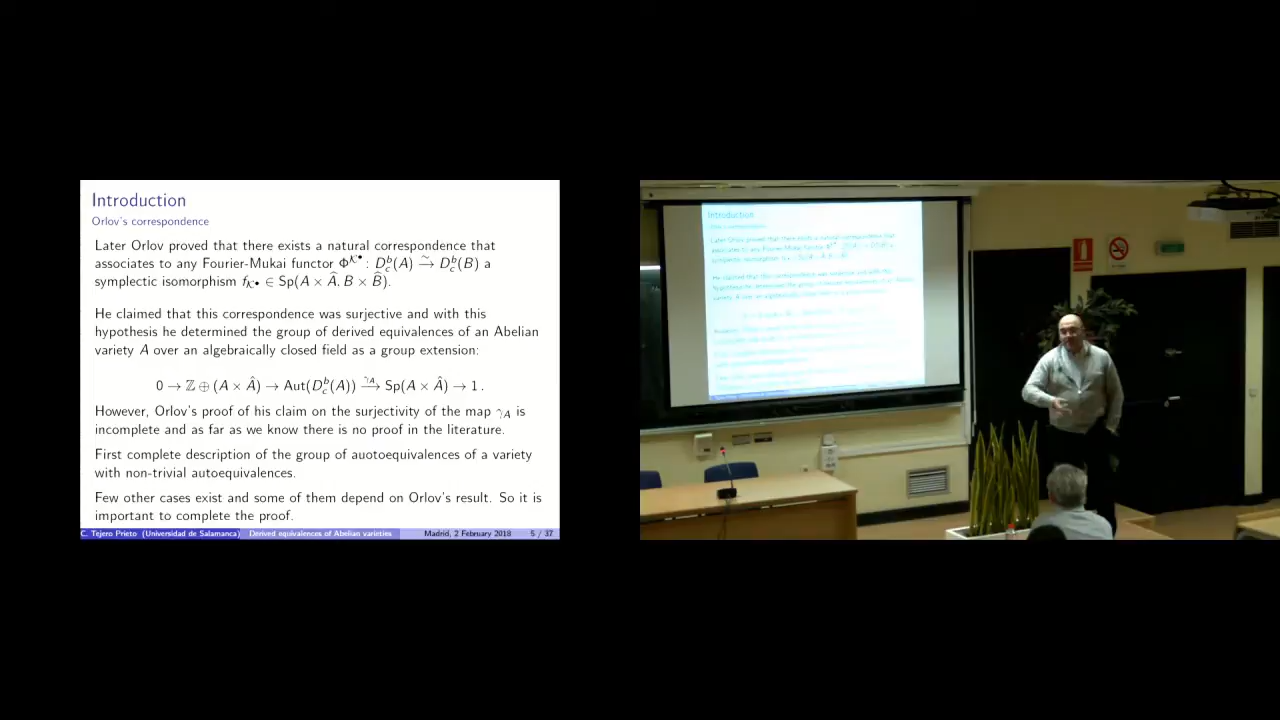 Introduction
Orlov's correspondence
Later Orlov proved that there exists a natural correspondence that
associates to any Fourier-Mukai functor Φ^{K•} : D^b_c(A) →~ D^b_c(B) a
symplectic isomorphism f_{K•} ∈ Sp(A × Â, B × B̂).
He claimed that this correspondence was surjective and with this
hypothesis he determined the group of derived equivalences of an Abelian
variety A over an algebraically closed field as a group extension:
0 → ℤ ⊕ (A × Â) → Aut(D^b_c(A)) —γ_A→ Sp(A × Â) → 1 .
However, Orlov's proof of his claim on the surjectivity of the map γ_A is
incomplete and as far as we know there is no proof in the literature.
First complete description of the group of auotoequivalences of a variety
with non-trivial autoequivalences.
Few other cases exist and some of them depend on Orlov's result. So it is
important to complete the proof.
C. Tejero Prieto (Universidad de Salamanca) Derived equivalences of Abelian varieties Madrid, 2 February 2018 5 / 37
Introduction